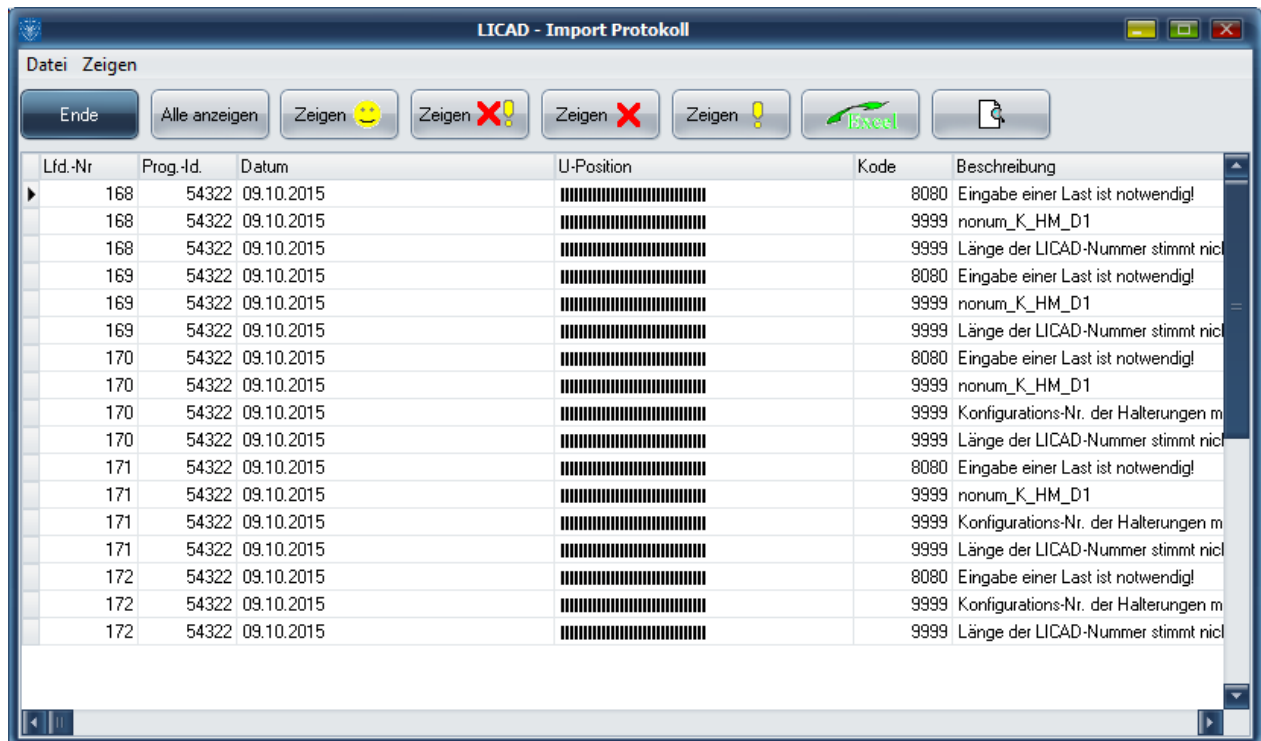 LICAD - Import Protokoll
Datei Zeigen
Ende Alle anzeigen Zeigen Zeigen Zeigen Zeigen Excel
Lfd.-Nr Prog.-Id. Datum U-Position Kode Beschreibung
168 54322 09.10.2015 8080 Eingabe einer Last ist notwendig!
168 54322 09.10.2015 9999 nonum_K_HM_D1
168 54322 09.10.2015 9999 Länge der LICAD-Nummer stimmt nicl
169 54322 09.10.2015 8080 Eingabe einer Last ist notwendig!
169 54322 09.10.2015 9999 nonum_K_HM_D1
169 54322 09.10.2015 9999 Länge der LICAD-Nummer stimmt nicl
170 54322 09.10.2015 8080 Eingabe einer Last ist notwendig!
170 54322 09.10.2015 9999 nonum_K_HM_D1
170 54322 09.10.2015 9999 Konfigurations-Nr. der Halterungen m
170 54322 09.10.2015 9999 Länge der LICAD-Nummer stimmt nicl
171 54322 09.10.2015 8080 Eingabe einer Last ist notwendig!
171 54322 09.10.2015 9999 nonum_K_HM_D1
171 54322 09.10.2015 9999 Konfigurations-Nr. der Halterungen m
171 54322 09.10.2015 9999 Länge der LICAD-Nummer stimmt nicl
172 54322 09.10.2015 8080 Eingabe einer Last ist notwendig!
172 54322 09.10.2015 9999 Konfigurations-Nr. der Halterungen m
172 54322 09.10.2015 9999 Länge der LICAD-Nummer stimmt nicl